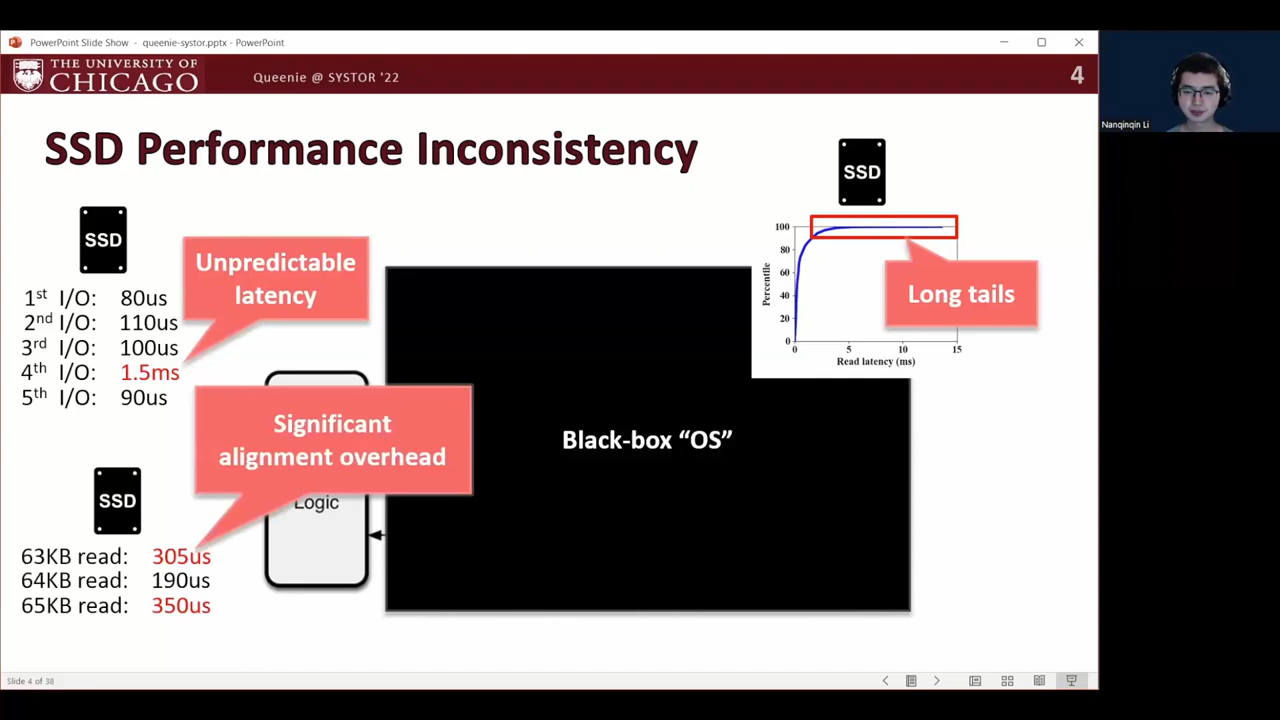 PowerPoint Slide Show - queenie-systor.pptx - PowerPoint
THE UNIVERSITY OF
CHICAGO
Queenie @ SYSTOR '22
4
Nanqinqin Li
SSD Performance Inconsistency
SSD
Unpredictable
latency
1st I/O: 80us
2nd I/O: 110us
3rd I/O: 100us
4th I/O: 1.5ms
5th I/O: 90us
Significant
alignment overhead
SSD
Logic
63KB read: 305us
64KB read: 190us
65KB read: 350us
Black-box “OS”
SSD
100
80
60
40
20
0
Percentile
0 5 10 15
Read latency (ms)
Long tails
Slide 4 of 38